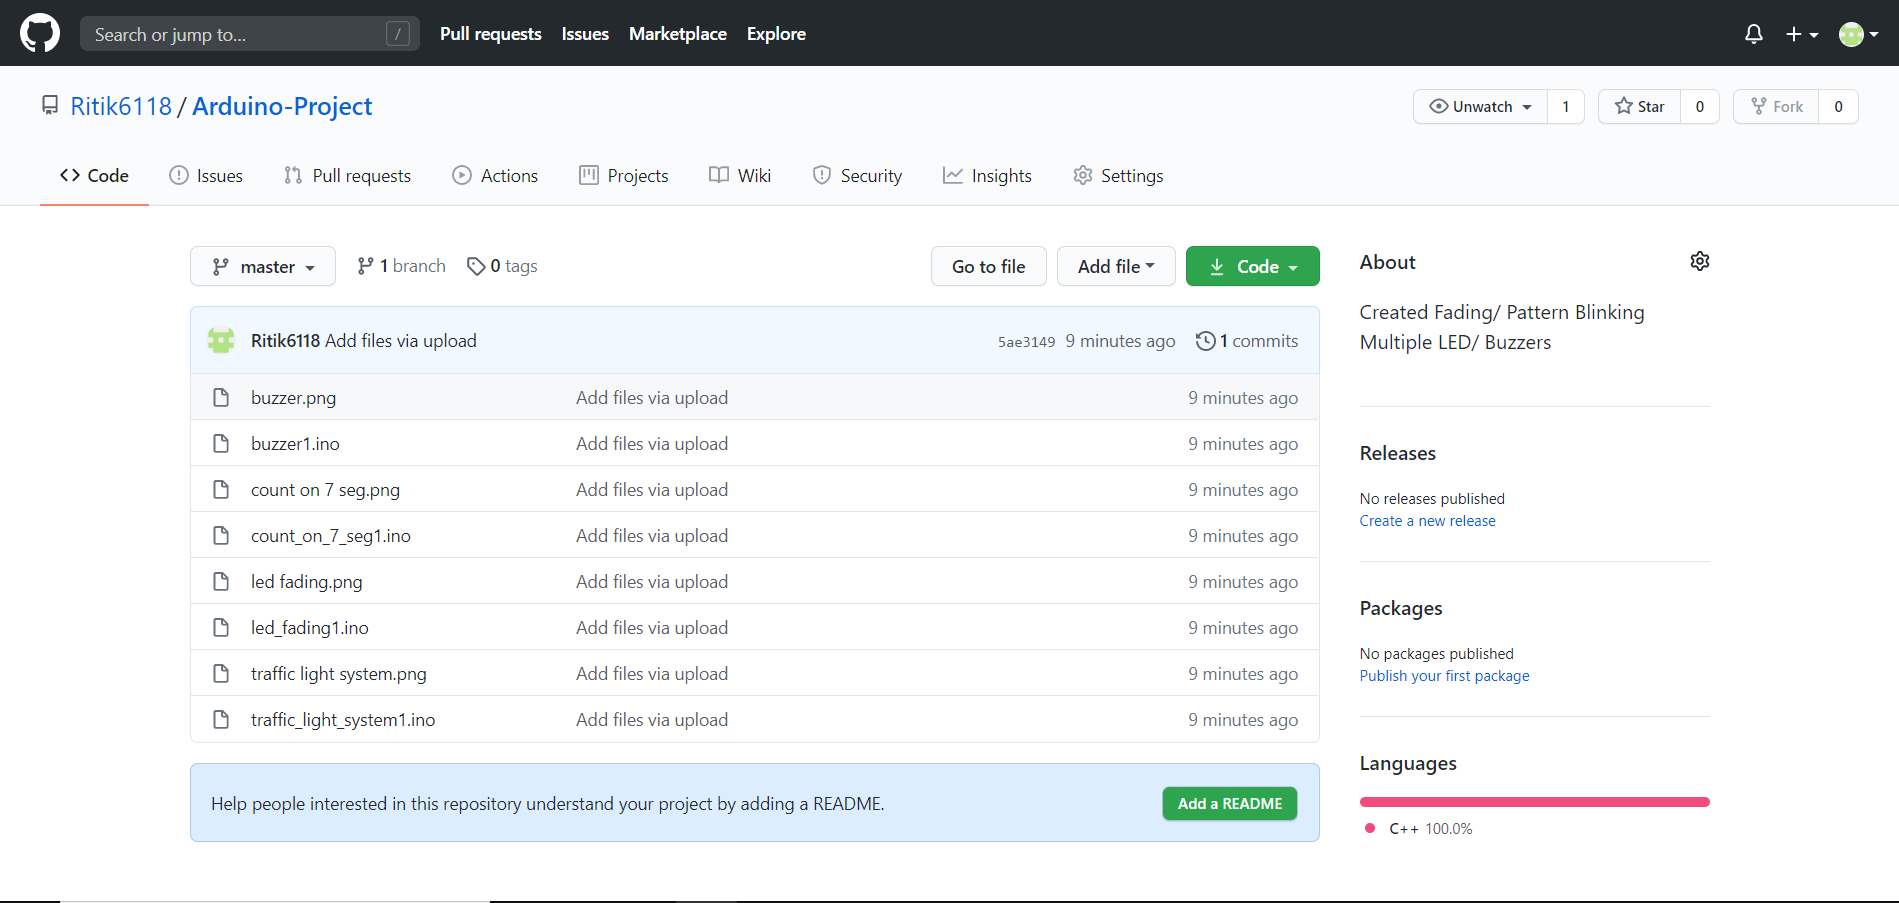 Search or jump to... /
Pull requests Issues Marketplace Explore
Ritik6118 / Arduino-Project
Unwatch 1 Star 0 Fork 0
Code Issues Pull requests Actions Projects Wiki Security Insights Settings
master 1 branch 0 tags Go to file Add file Code
Ritik6118 Add files via upload 5ae3149 9 minutes ago 1 commits
buzzer.png Add files via upload 9 minutes ago
buzzer1.ino Add files via upload 9 minutes ago
count on 7 seg.png Add files via upload 9 minutes ago
count_on_7_seg1.ino Add files via upload 9 minutes ago
led fading.png Add files via upload 9 minutes ago
led_fading1.ino Add files via upload 9 minutes ago
traffic light system.png Add files via upload 9 minutes ago
traffic_light_system1.ino Add files via upload 9 minutes ago
Help people interested in this repository understand your project by adding a README. Add a README
About
Created Fading/ Pattern Blinking
Multiple LED/ Buzzers
Releases
No releases published
Create a new release
Packages
No packages published
Publish your first package
Languages
C++ 100.0%